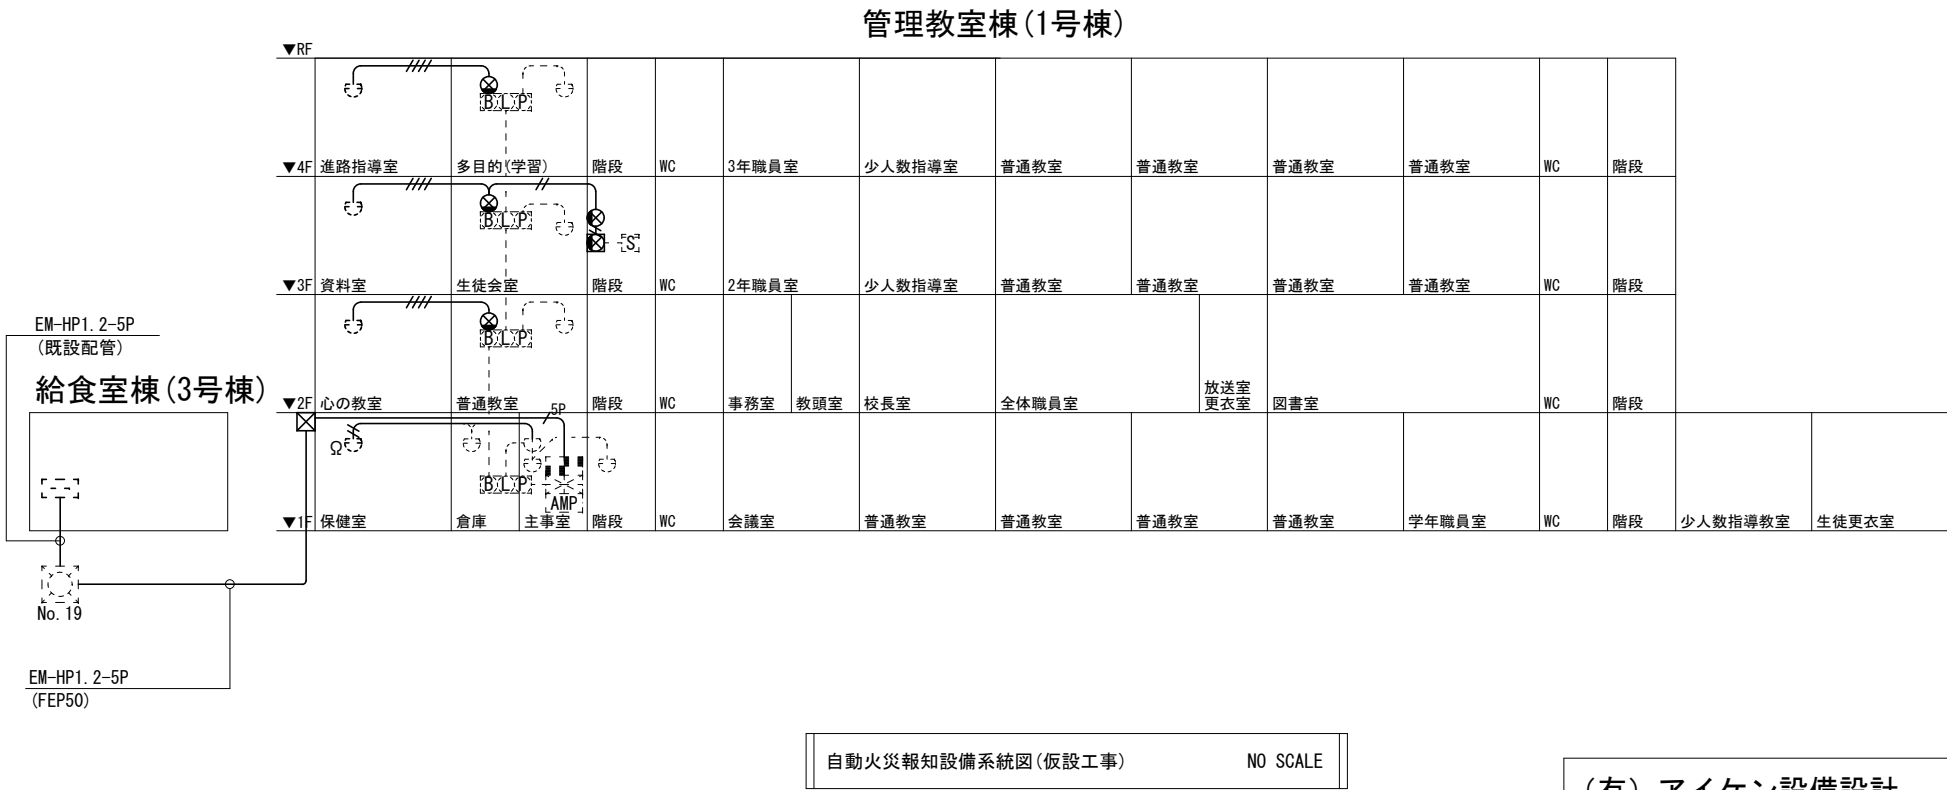 管理教室棟(1号棟)
▼RF
B L P
▼4F 進路指導室 多目的(学習) 階段 WC 3年職員室 少人数指導室 普通教室 普通教室 普通教室 普通教室 WC 階段
B L P
S
▼3F 資料室 生徒会室 階段 WC 2年職員室 少人数指導室 普通教室 普通教室 普通教室 普通教室 WC 階段
EM-HP1.2-5P
(既設配管)
B L P
給食室棟(3号棟)
放送室
▼2F 心の教室 普通教室 階段 WC 事務室 教頭室 校長室 全体職員室 更衣室 図書室 WC 階段
5P
Ω
B L P
AMP
▼1F 保健室 倉庫 主事室 階段 WC 会議室 普通教室 普通教室 普通教室 普通教室 学年職員室 WC 階段 少人数指導教室 生徒更衣室
No.19
EM-HP1.2-5P
(FEP50)
自動火災報知設備系統図(仮設工事) NO SCALE
(有)アイケン設備設計